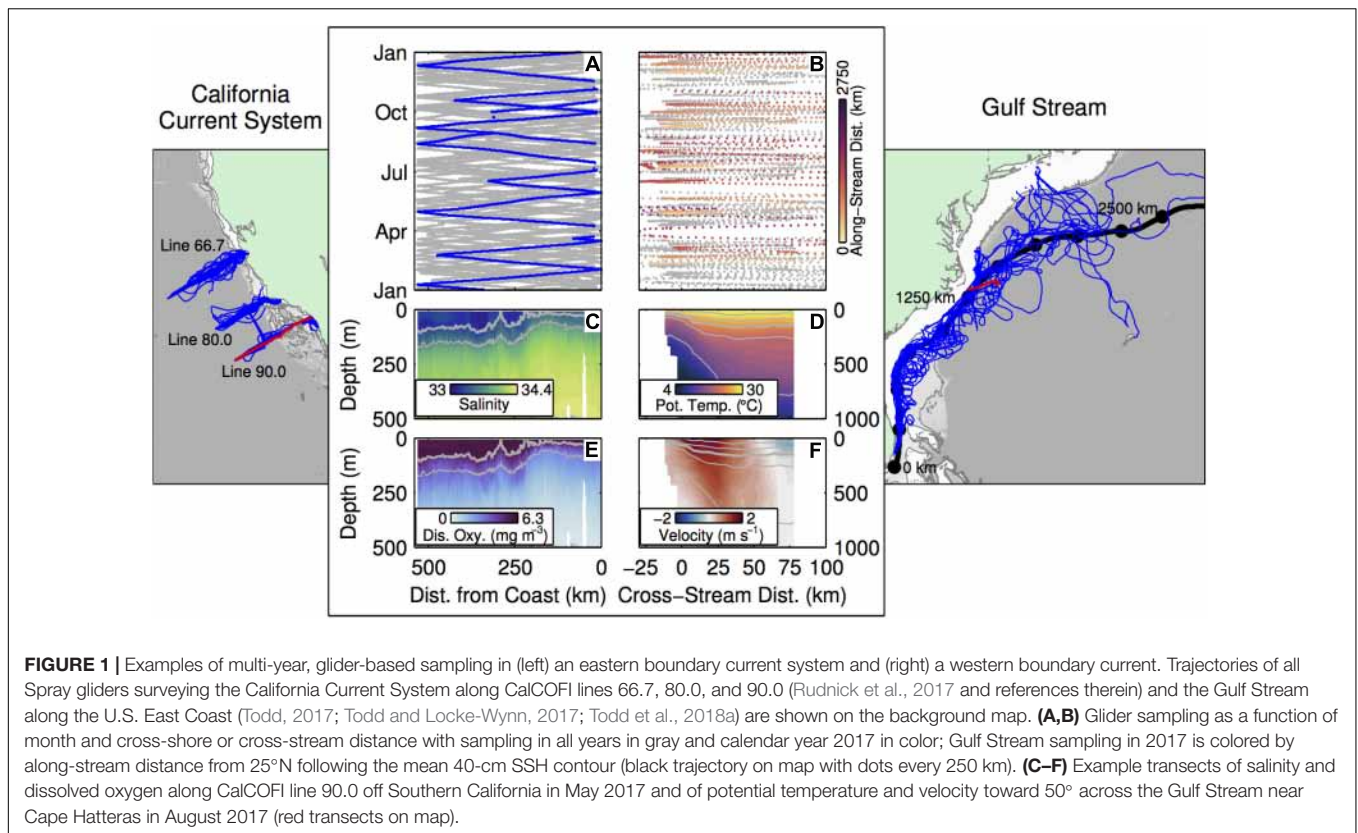 California
Current System
Line 66.7
Line 80.0
Line 90.0
Jan
Oct
Jul
Apr
Jan
A
B
0 2750
Along−Stream Dist. (km)
Gulf Stream
2500 km
1250 km
0 km
0
250
500
Depth (m)
C
33 34.4
Salinity
D
4 30
Pot. Temp. (°C)
0
500
1000
0
250
500
Depth (m)
E
0 6.3
Dis. Oxy. (mg m⁻³)
F
−2 2
Velocity (m s⁻¹)
0
500
1000
500 250 0
Dist. from Coast (km)
−25 0 25 50 75 100
Cross−Stream Dist. (km)
FIGURE 1 | Examples of multi-year, glider-based sampling in (left) an eastern boundary current system and (right) a western boundary current. Trajectories of all
Spray gliders surveying the California Current System along CalCOFI lines 66.7, 80.0, and 90.0 (Rudnick et al., 2017 and references therein) and the Gulf Stream
along the U.S. East Coast (Todd, 2017; Todd and Locke-Wynn, 2017; Todd et al., 2018a) are shown on the background map. (A,B) Glider sampling as a function of
month and cross-shore or cross-stream distance with sampling in all years in gray and calendar year 2017 in color; Gulf Stream sampling in 2017 is colored by
along-stream distance from 25°N following the mean 40-cm SSH contour (black trajectory on map with dots every 250 km). (C–F) Example transects of salinity and
dissolved oxygen along CalCOFI line 90.0 off Southern California in May 2017 and of potential temperature and velocity toward 50° across the Gulf Stream near
Cape Hatteras in August 2017 (red transects on map).